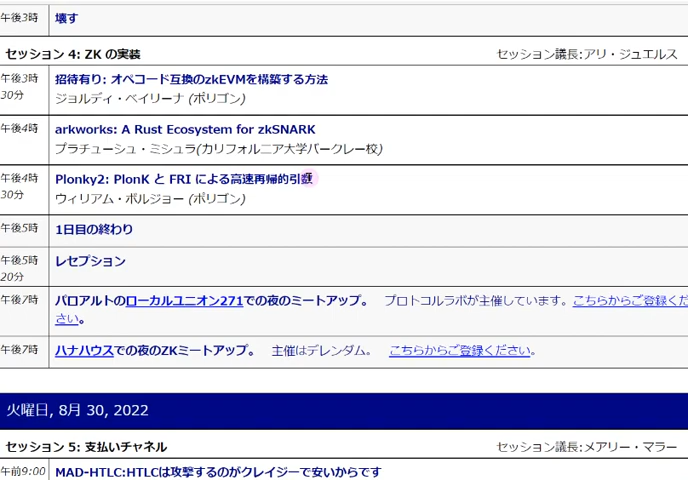 午後3時 壊す
セッション 4: ZK の実装 セッション議長:アリ・ジュエルス
午後3時30分 招待有り: オペコード互換のzkEVMを構築する方法
ジョルディ・ベイリーナ (ポリゴン)
午後4時 arkworks: A Rust Ecosystem for zkSNARK
プラチューシュ・ミシュラ(カリフォルニア大学バークレー校)
午後4時30分 Plonky2: PlonK と FRI による高速再帰的引数
ウィリアム・ボルジョー (ポリゴン)
午後5時 1日目の終わり
午後5時20分 レセプション
午後7時 パロアルトのローカルユニオン271での夜のミートアップ。 プロトコルラボが主催しています。こちらからご登録くだ
さい。
午後7時 ハナハウスでの夜のZKミートアップ。 主催はデレンダム。 こちらからご登録ください。
火曜日, 8月 30, 2022
セッション 5: 支払いチャネル セッション議長:メアリー・マラー
午前9:00 MAD-HTLC:HTLCは攻撃するのがクレイジーで安いからです